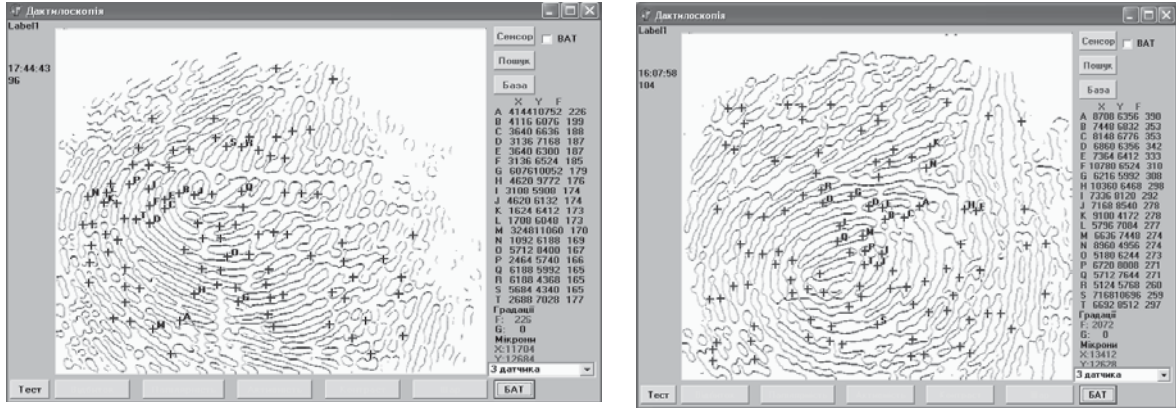 Дактилоскопія
Label1
17:44:43
96
Сенсор
ВАТ
Пошук
База
X Y F
A 414410752 226
B 4116 6076 199
C 3640 6636 188
D 3136 7168 187
E 3640 6300 187
F 3136 6524 185
G 607610052 179
H 4620 9772 176
I 3108 5908 174
J 4620 6132 174
K 1624 6412 173
L 1708 6048 173
M 324811060 170
N 1092 6188 169
O 5712 8400 167
P 2464 5740 166
Q 6188 5992 165
R 6188 4368 165
S 5684 4340 165
T 2688 7028 177
Градації
F: 226
G: 0
Мікрони
X:11704
Y:12684
З датчика
Тест
БАТ
Дактилоскопія
Label1
16:07:58
104
Сенсор
ВАТ
Пошук
База
X Y F
A 8708 6356 390
B 7448 6832 353
C 8148 6776 353
D 6860 6356 342
E 7364 6412 333
F 10780 6524 310
G 6216 5992 308
H 10360 6468 298
I 7336 8120 292
J 7168 8540 278
K 9100 4172 278
L 5796 7084 277
M 6636 7448 274
N 8960 4956 274
O 5180 6244 273
P 6720 8008 271
Q 5712 7644 271
R 5124 5768 260
S 716810696 259
T 6692 8512 297
Градації
F: 2072
G: 0
Мікрони
X:13412
Y:12628
З датчика
Тест
БАТ